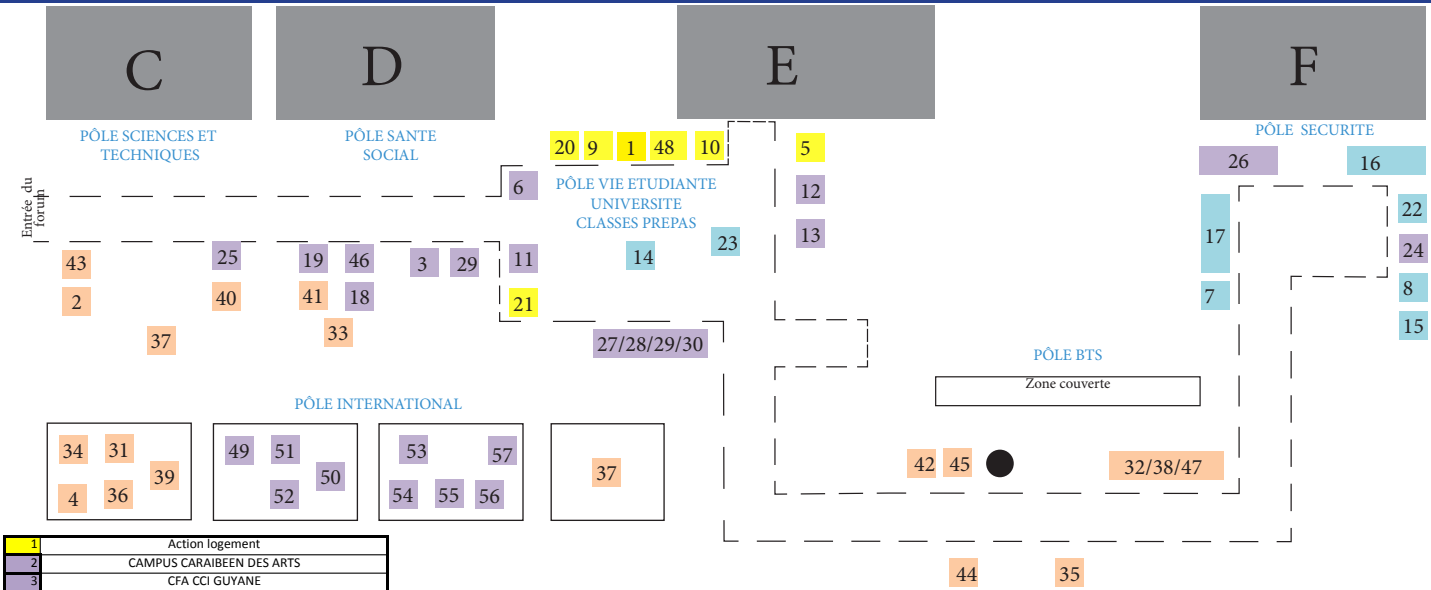 C
D
E
F
PÔLE SCIENCES ET
TECHNIQUES
PÔLE SANTE
SOCIAL
PÔLE SECURITE
20 9 1 48 10
5
26
16
Entrée du
forum
6
PÔLE VIE ETUDIANTE
UNIVERSITE
CLASSES PREPAS
12
22
43
25
19 46 3 29
11
14
23
13
17
24
2
40
41 18
21
7
8
37
33
27/28/29/30
15
PÔLE BTS
Zone couverte
PÔLE INTERNATIONAL
34 31
39
4 36
49 51
50
52
53 57
54 55 56
37
42 45
32/38/47
44
35
1 Action logement
2 CAMPUS CARAIBEEN DES ARTS
3 CFA CCI GUYANE